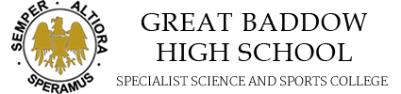 · SEMPER · ALTIORA ·
SPERAMUS
GREAT BADDOW
HIGH SCHOOL
SPECIALIST SCIENCE AND SPORTS COLLEGE